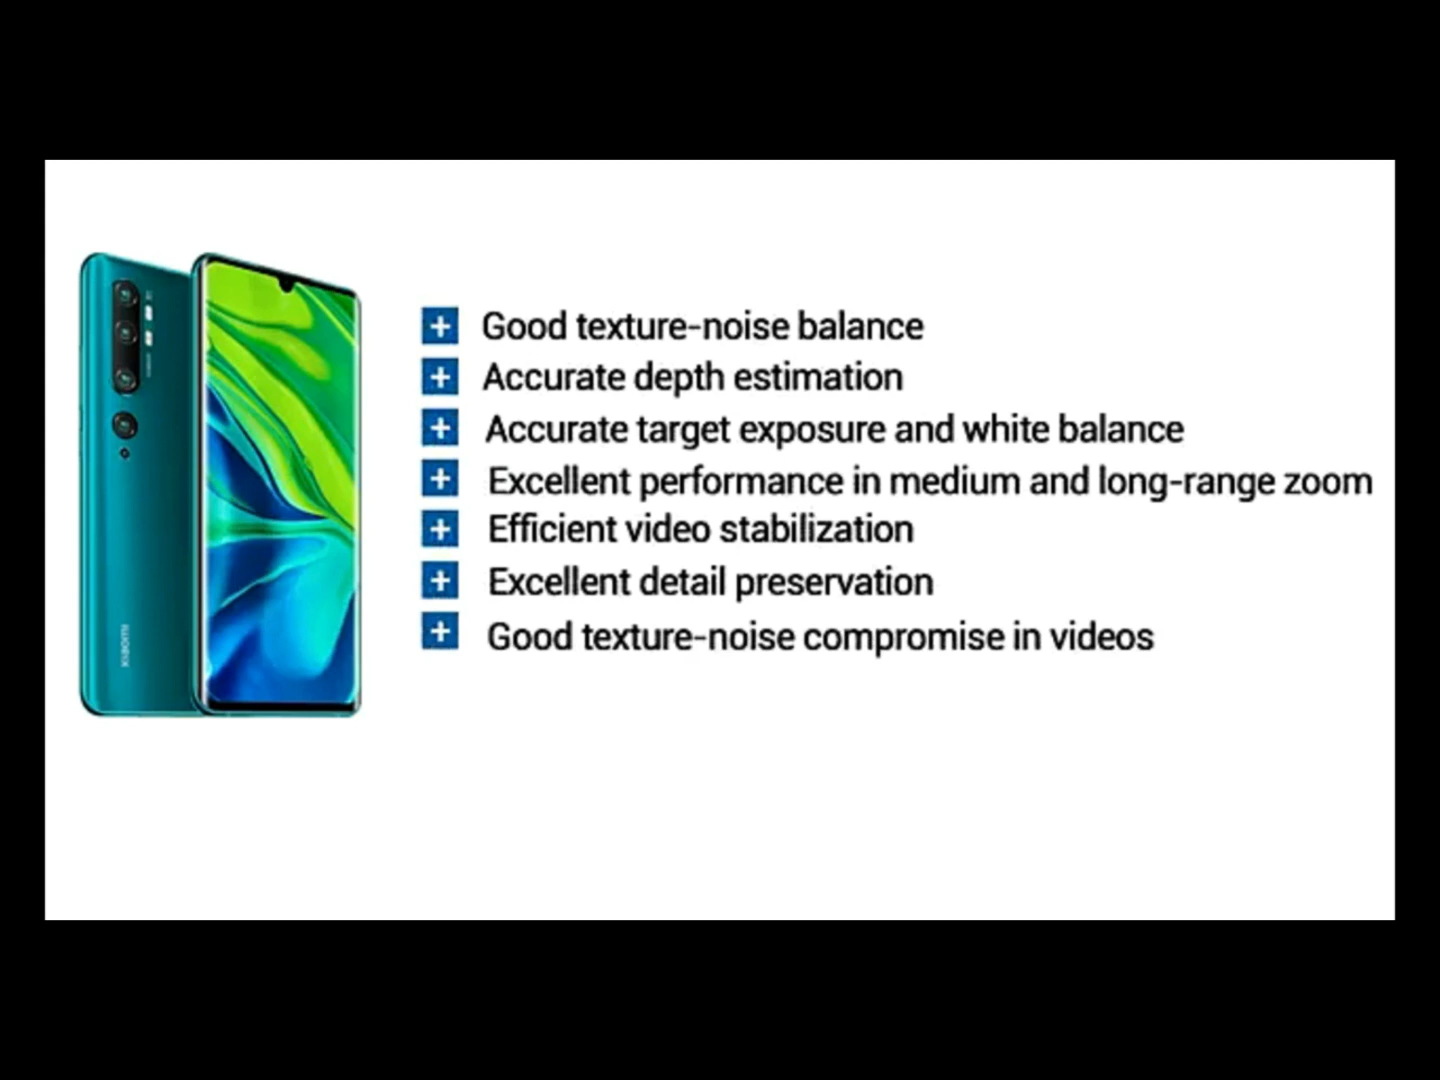 Good texture-noise balance
Accurate depth estimation
Accurate target exposure and white balance
Excellent performance in medium and long-range zoom
Efficient video stabilization
Excellent detail preservation
Good texture-noise compromise in videos
XIAOMI